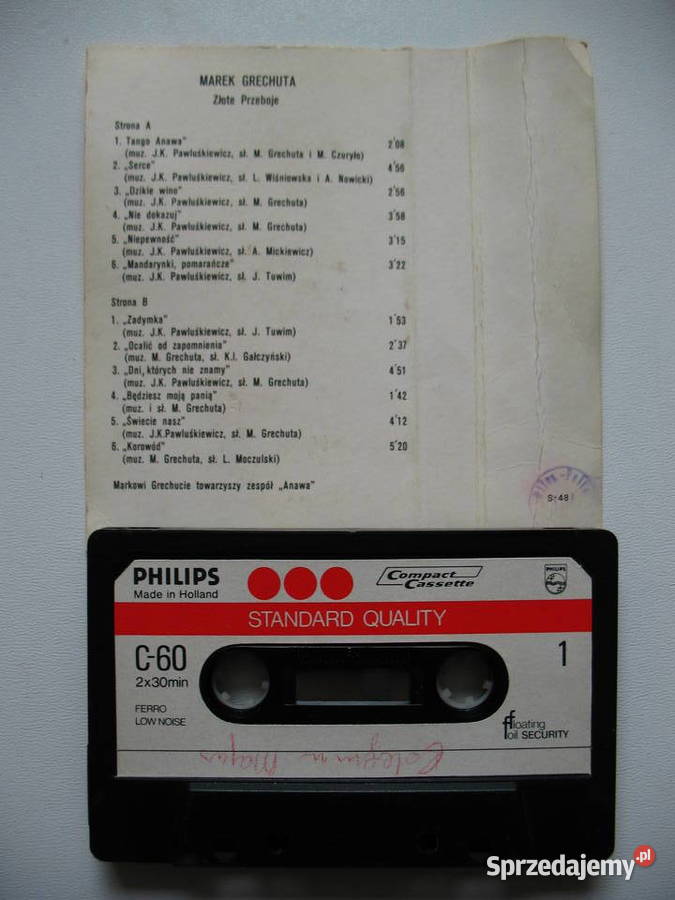 MAREK GRECHUTA
Złote Przeboje
Strona A
1. Tango Anawa" 2'08
(muz. J.K. Pawluśkiewicz, sł. M. Grechuta i M. Czuryło)
2. „Serce" 4'56
(muz. J.K. Pawluśkiewicz, sł. L. Wiśniowska i A. Nowicki)
3. „Dzikie wino" 2'56
(muz. J.K. Pawluśkiewicz, sł. M. Grechuta)
4. „Nie dokazuj" 3'58
(muz. J.K. Pawluśkiewicz, sł. M. Grechuta)
5. „Niepewność" 3'15
(muz. J.K. Pawluśkiewicz, sł. A. Mickiewicz)
6. „Mandarynki, pomarańcze" 3'22
(muz. J.K. Pawluśkiewicz, sł. J. Tuwim)
Strona B
1. „Zadymka" 1'53
(muz. J.K. Pawluśkiewicz, sł. J. Tuwim)
2. „Ocalić od zapomnienia" 2'37
(muz. M. Grechuta, sł. K.I. Gałczyński)
3. „Dni, których nie znamy" 4'51
(muz. J.K. Pawluśkiewicz, sł. M. Grechuta)
4. „Będziesz moją panią" 1'42
(muz. i sł. M. Grechuta)
5. „Świecie nasz" 4'12
(muz. J.K.Pawluśkiewicz, sł. M. Grechuta)
6. „Korowód" 5'20
(muz. M. Grechuta, sł. L. Moczulski)
Markowi Grechucie towarzyszy zespół „Anawa"
S-48
PHILIPS
Made in Holland
Compact
Cassette
PHILIPS
STANDARD QUALITY
C-60
2x30min
1
FERRO
LOW NOISE
floating
foil SECURITY
Sprzedajemy.pl